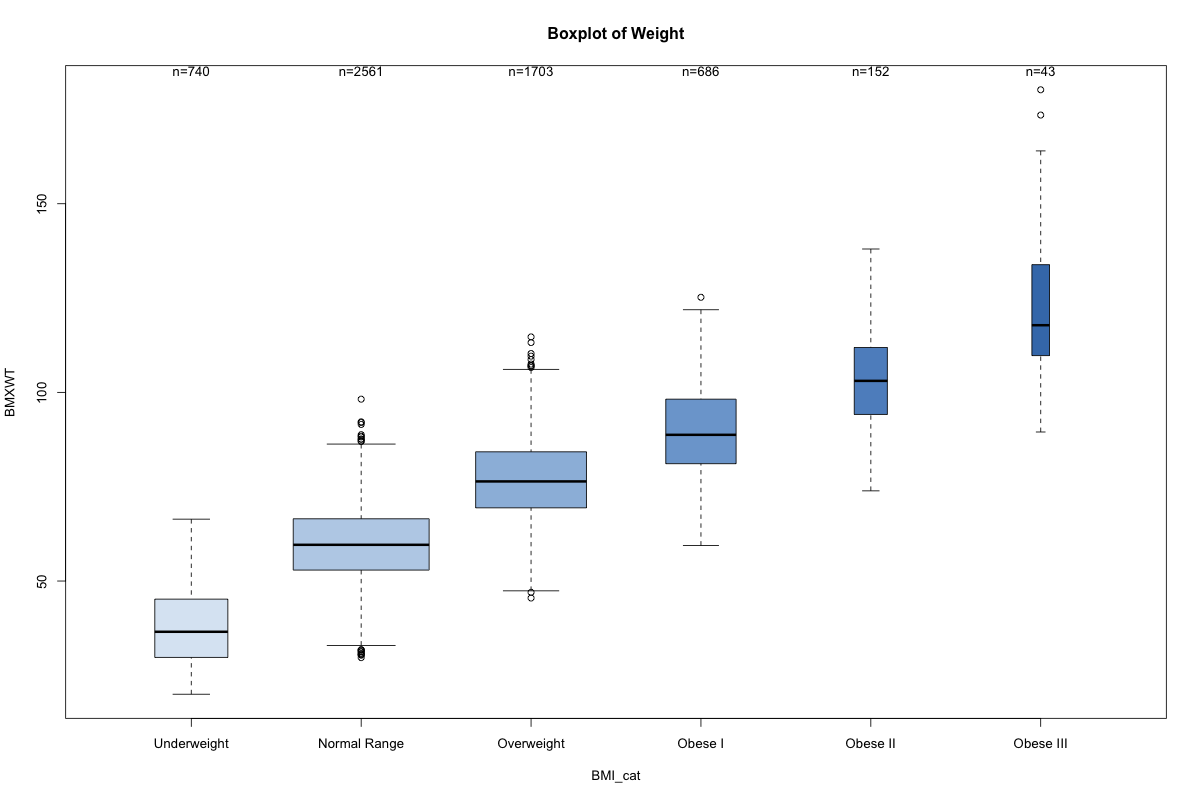 Boxplot of Weight
n=740 n=2561 n=1703 n=686 n=152 n=43
150
100
50
BMXWT
Underweight Normal Range Overweight Obese I Obese II Obese III
BMI_cat